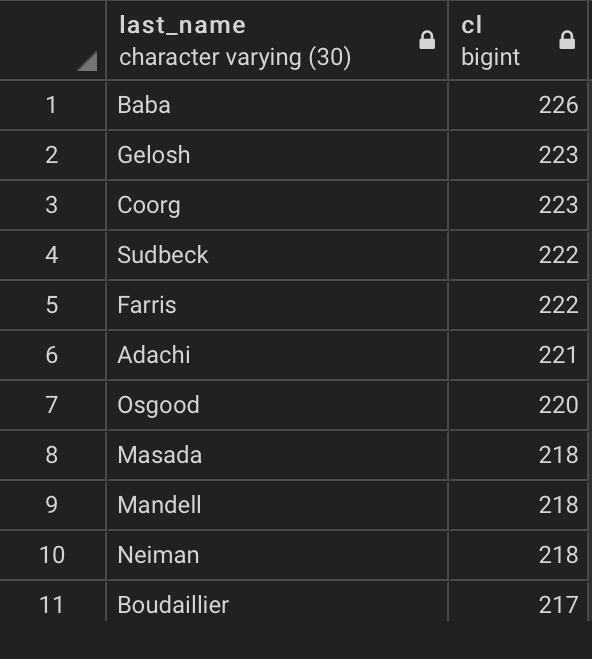 last_name cl
character varying (30) bigint
1 Baba 226
2 Gelosh 223
3 Coorg 223
4 Sudbeck 222
5 Farris 222
6 Adachi 221
7 Osgood 220
8 Masada 218
9 Mandell 218
10 Neiman 218
11 Boudaillier 217